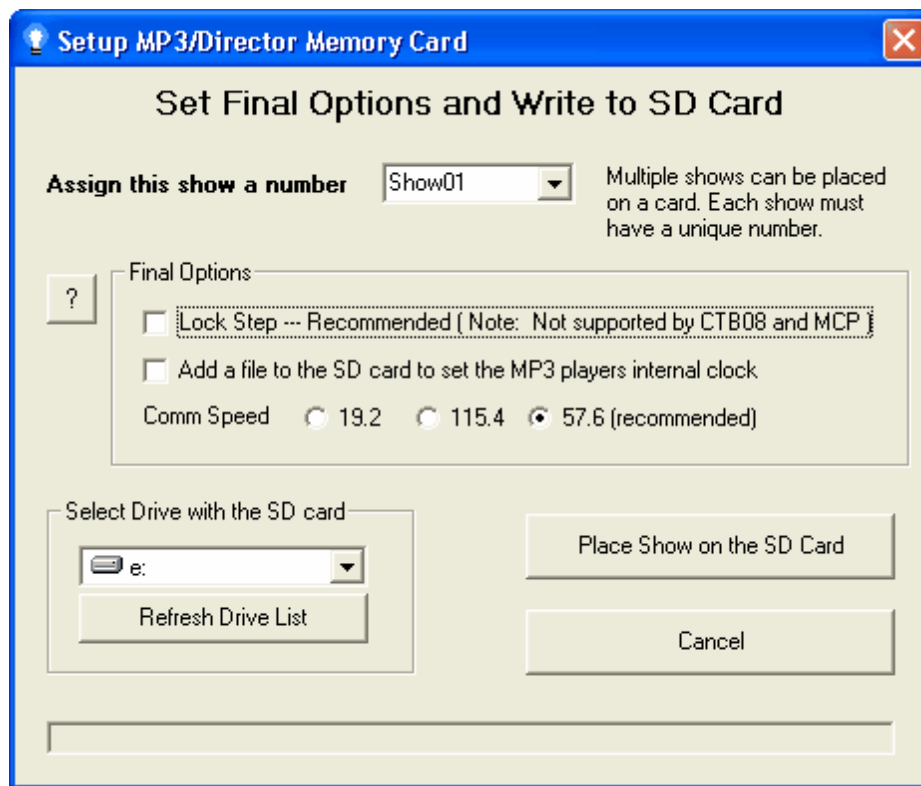 Setup MP3/Director Memory Card
Set Final Options and Write to SD Card
Assign this show a number
Show01
Multiple shows can be placed
on a card. Each show must
have a unique number.
?
Final Options
Lock Step --- Recommended ( Note:  Not supported by CTB08 and MCP )
Add a file to the SD card to set the MP3 players internal clock
Comm Speed 19.2 115.4 57.6 (recommended)
Select Drive with the SD card
e:
Refresh Drive List
Place Show on the SD Card
Cancel